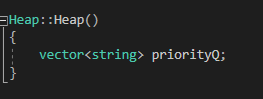 Heap::Heap()
{
    vector<string> priorityQ;
}